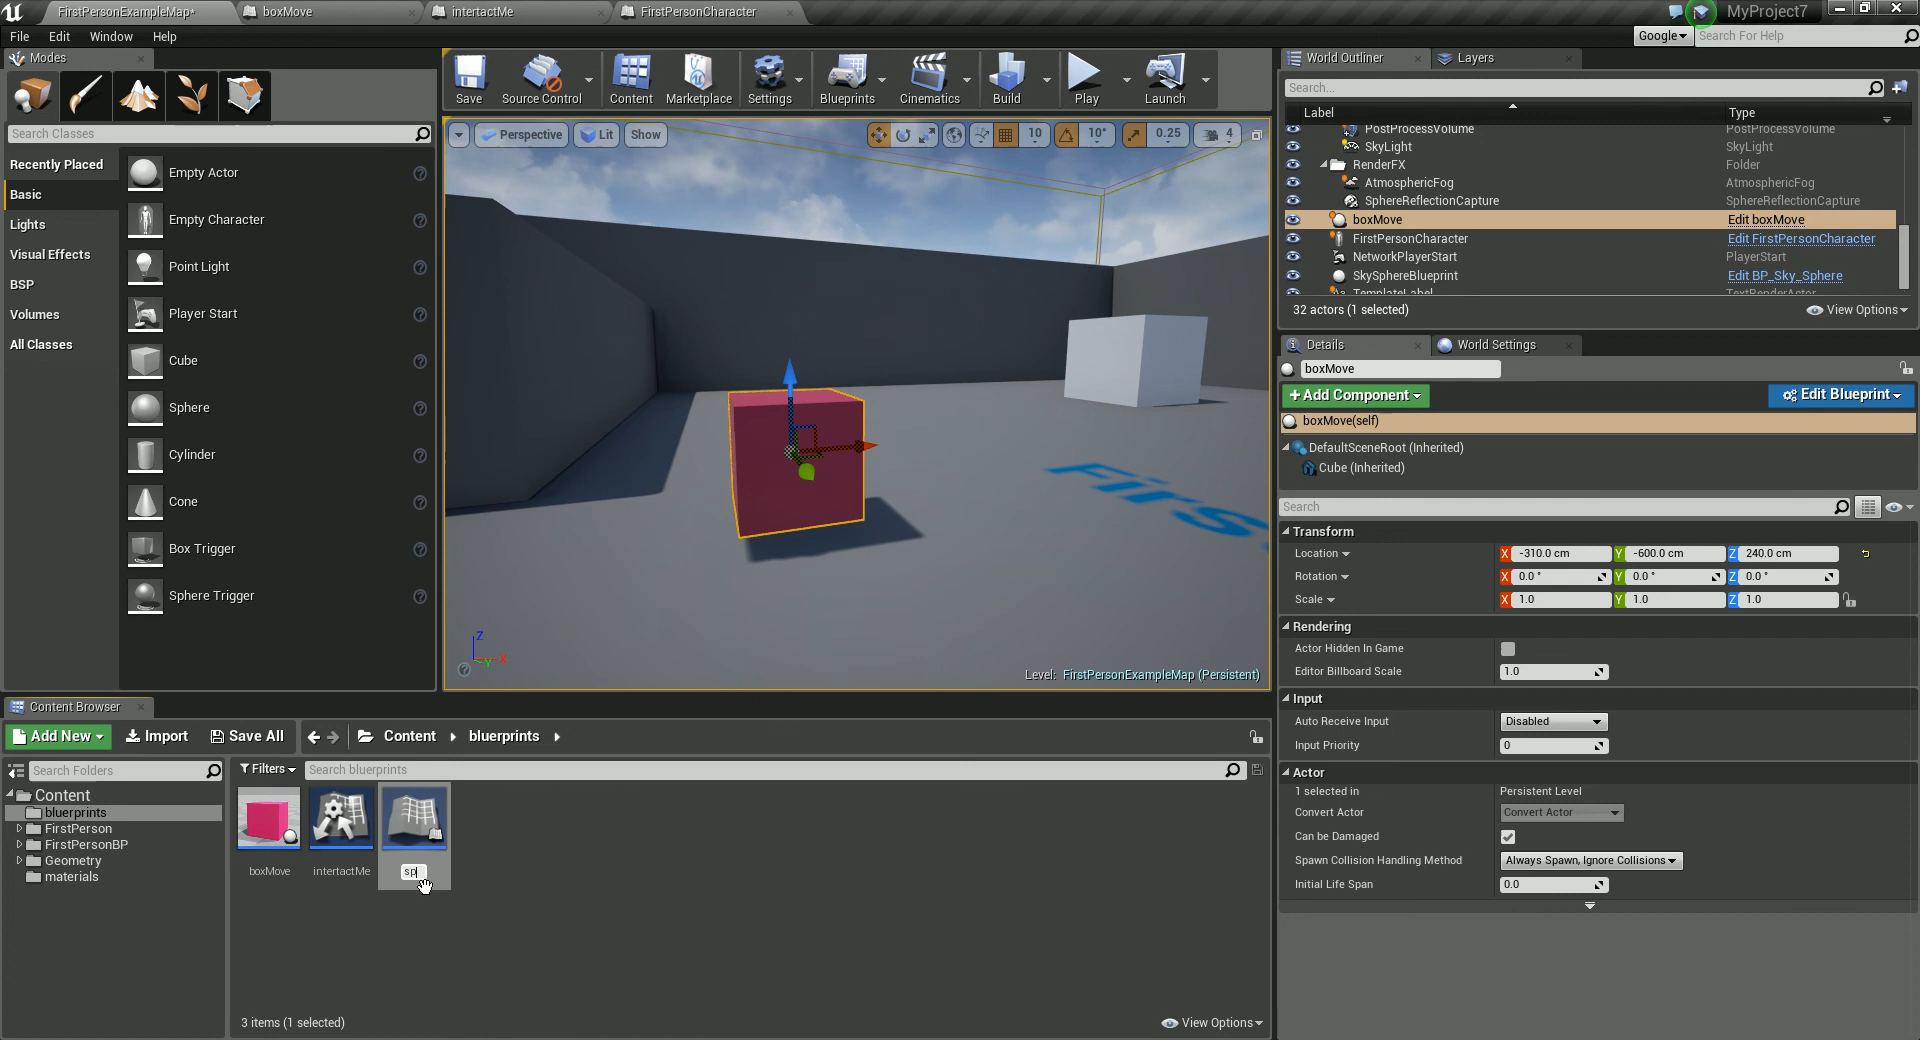 FirstPersonExampleMap*
boxMove
intertactMe
FirstPersonCharacter
MyProject7
File Edit Window Help
Google
Search For Help
Modes
Search Classes
Recently Placed
Basic
Lights
Visual Effects
BSP
Volumes
All Classes
Empty Actor
Empty Character
Point Light
Player Start
Cube
Sphere
Cylinder
Cone
Box Trigger
Sphere Trigger
Save
Source Control
Content
Marketplace
Settings
Blueprints
Cinematics
Build
Play
Launch
Perspective
Lit
Show
10
10°
0.25
4
First
Z
X
Y
Level: FirstPersonExampleMap (Persistent)
World Outliner
Layers
Search...
Label Type
PostProcessVolume PostProcessVolume
SkyLight SkyLight
RenderFX Folder
AtmosphericFog AtmosphericFog
SphereReflectionCapture SphereReflectionCapture
boxMove Edit boxMove
FirstPersonCharacter Edit FirstPersonCharacter
NetworkPlayerStart PlayerStart
SkySphereBlueprint Edit BP_Sky_Sphere
TemplateLabel TextRenderActor
32 actors (1 selected)
View Options
Details
World Settings
boxMove
+Add Component
Edit Blueprint
boxMove(self)
DefaultSceneRoot (Inherited)
Cube (Inherited)
Search
Transform
Location X -310.0 cm Y -600.0 cm Z 240.0 cm
Rotation X 0.0 ° Y 0.0 ° Z 0.0 °
Scale X 1.0 Y 1.0 Z 1.0
Rendering
Actor Hidden In Game
Editor Billboard Scale 1.0
Input
Auto Receive Input Disabled
Input Priority 0
Actor
1 selected in Persistent Level
Convert Actor Convert Actor
Can be Damaged
Spawn Collision Handling Method Always Spawn, Ignore Collisions
Initial Life Span 0.0
Content Browser
Add New
Import
Save All
Content
bluerprints
Search Folders
Filters
Search bluerprints
Content
bluerprints
FirstPerson
FirstPersonBP
Geometry
materials
boxMove
intertactMe
sp
3 items (1 selected)
View Options